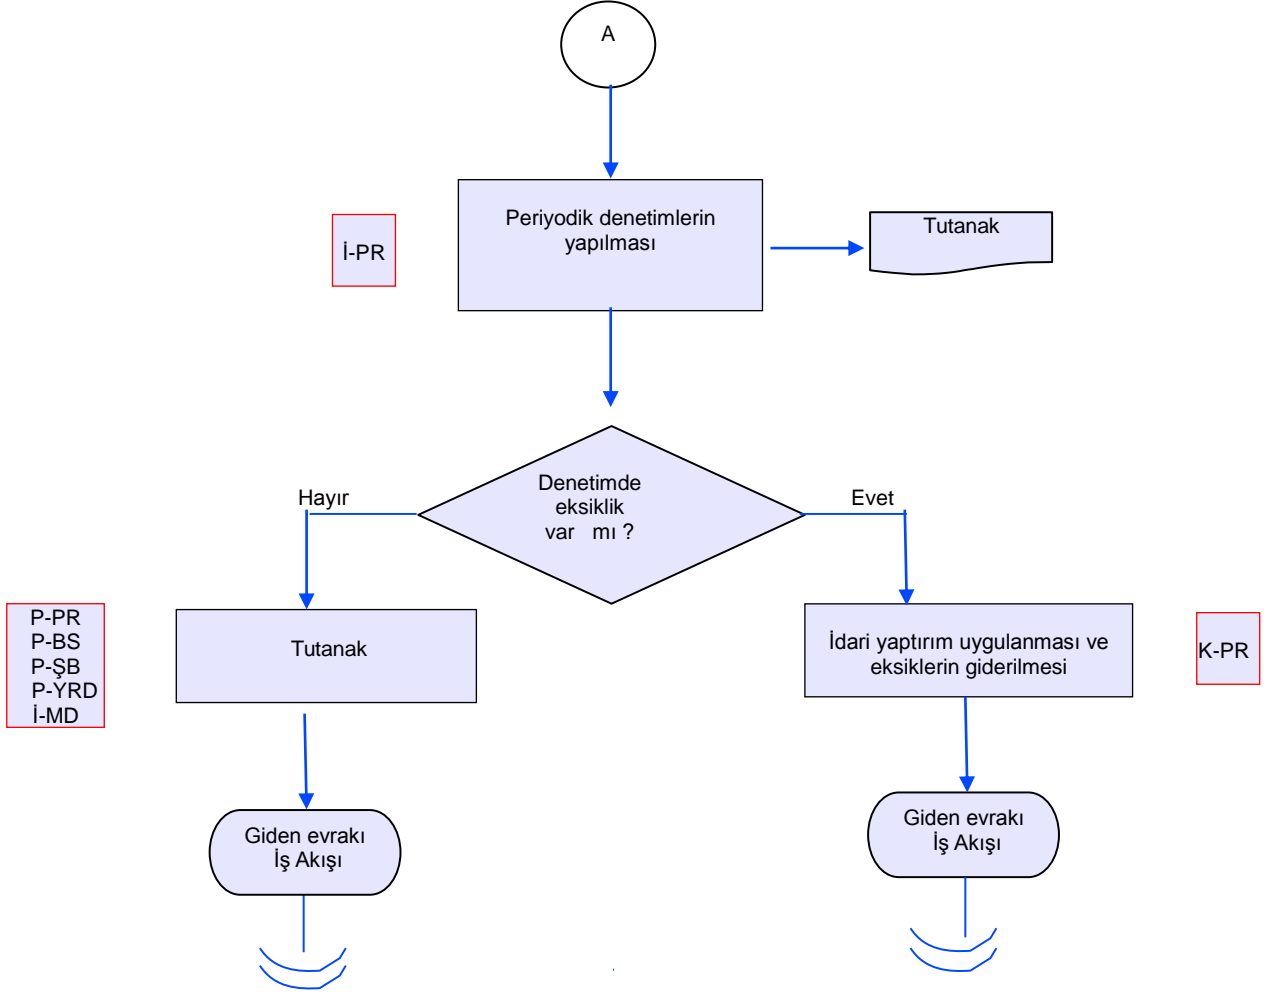 A
Periyodik denetimlerin
yapılması
Tutanak
İ-PR
Denetimde
eksiklik
var mı ?
Hayır
Evet
P-PR
P-BS
P-ŞB
P-YRD
İ-MD
Tutanak
İdari yaptırım uygulanması ve
eksiklerin giderilmesi
K-PR
Giden evrakı
İş Akışı
Giden evrakı
İş Akışı